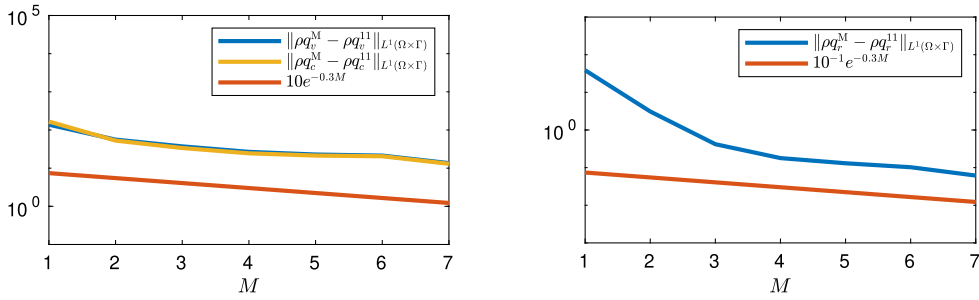 10^5
‖ρq_v^M − ρq_v^11‖_{L^1(Ω×Γ)}
‖ρq_c^M − ρq_c^11‖_{L^1(Ω×Γ)}
10e^{−0.3M}
10^0
1 2 3 4 5 6 7
M
‖ρq_r^M − ρq_r^11‖_{L^1(Ω×Γ)}
10^{−1}e^{−0.3M}
10^0
1 2 3 4 5 6 7
M